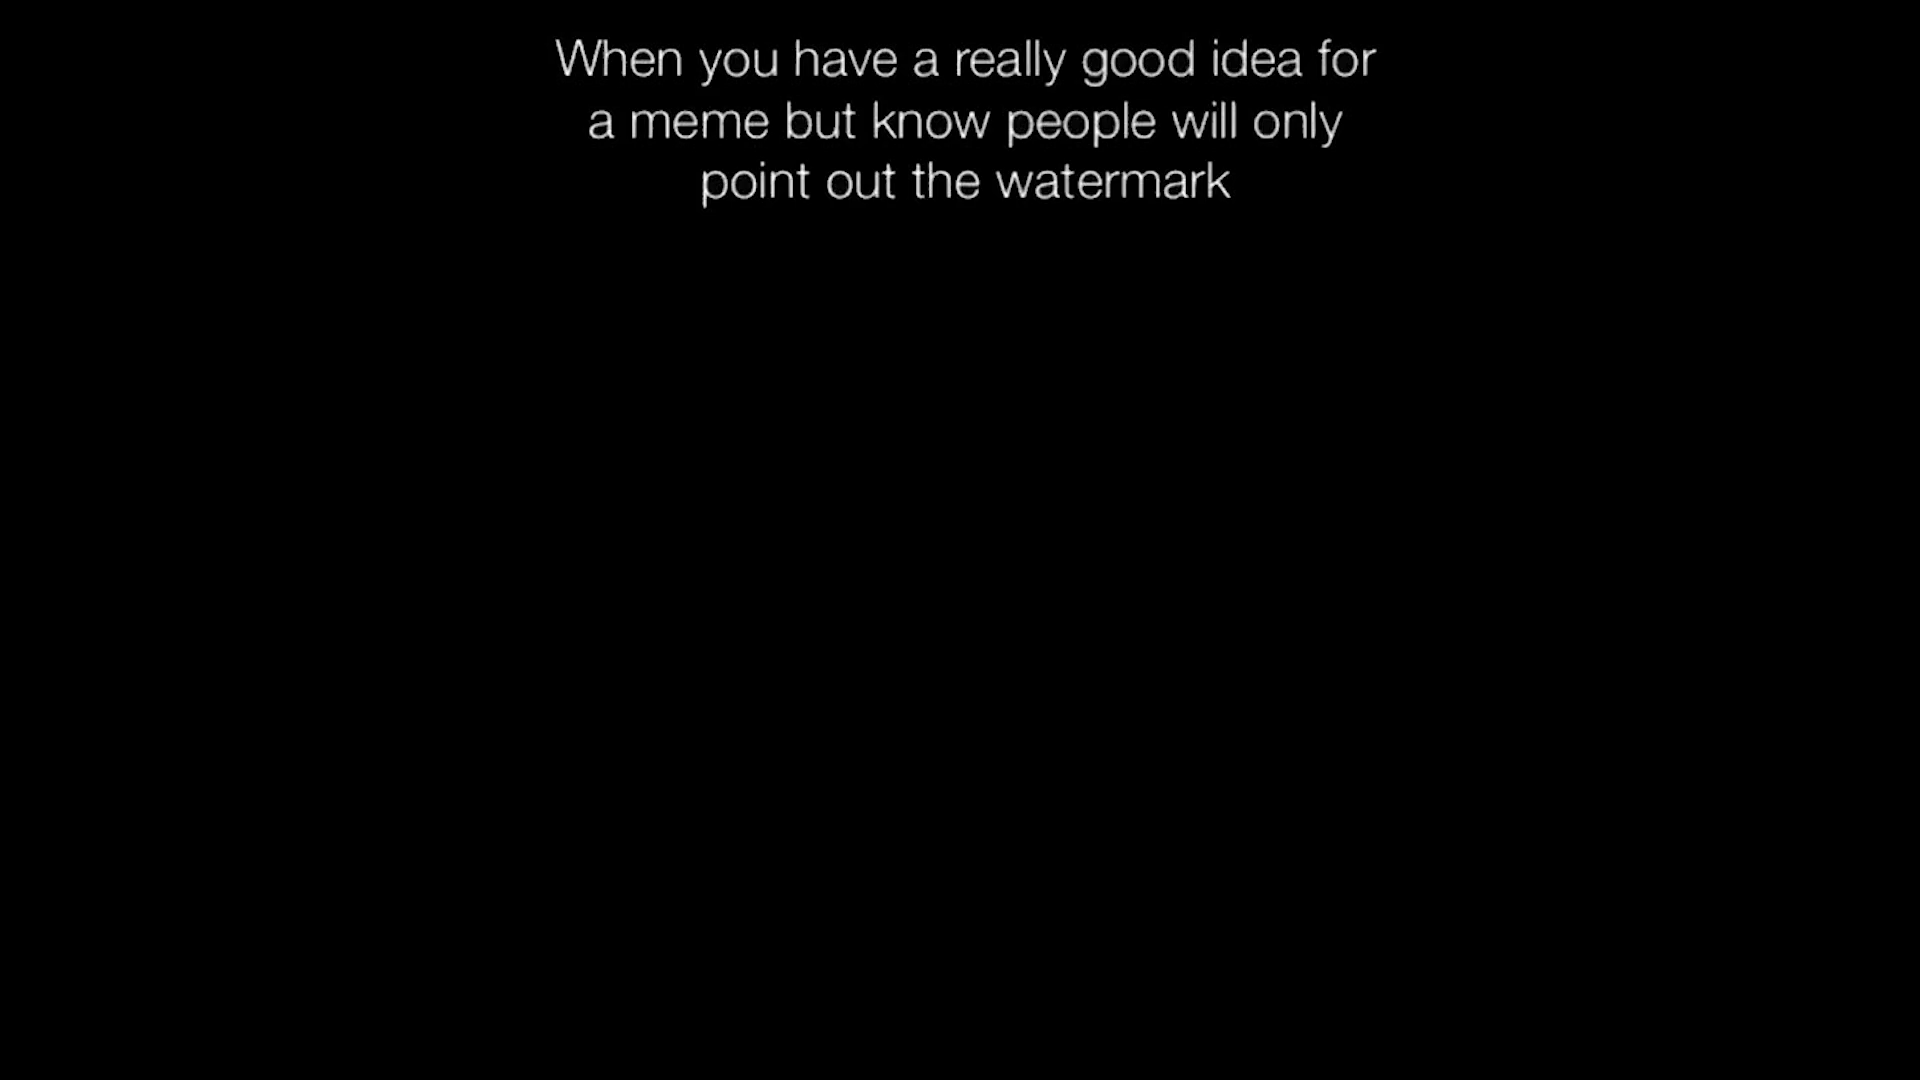 When you have a really good idea for
a meme but know people will only
point out the watermark